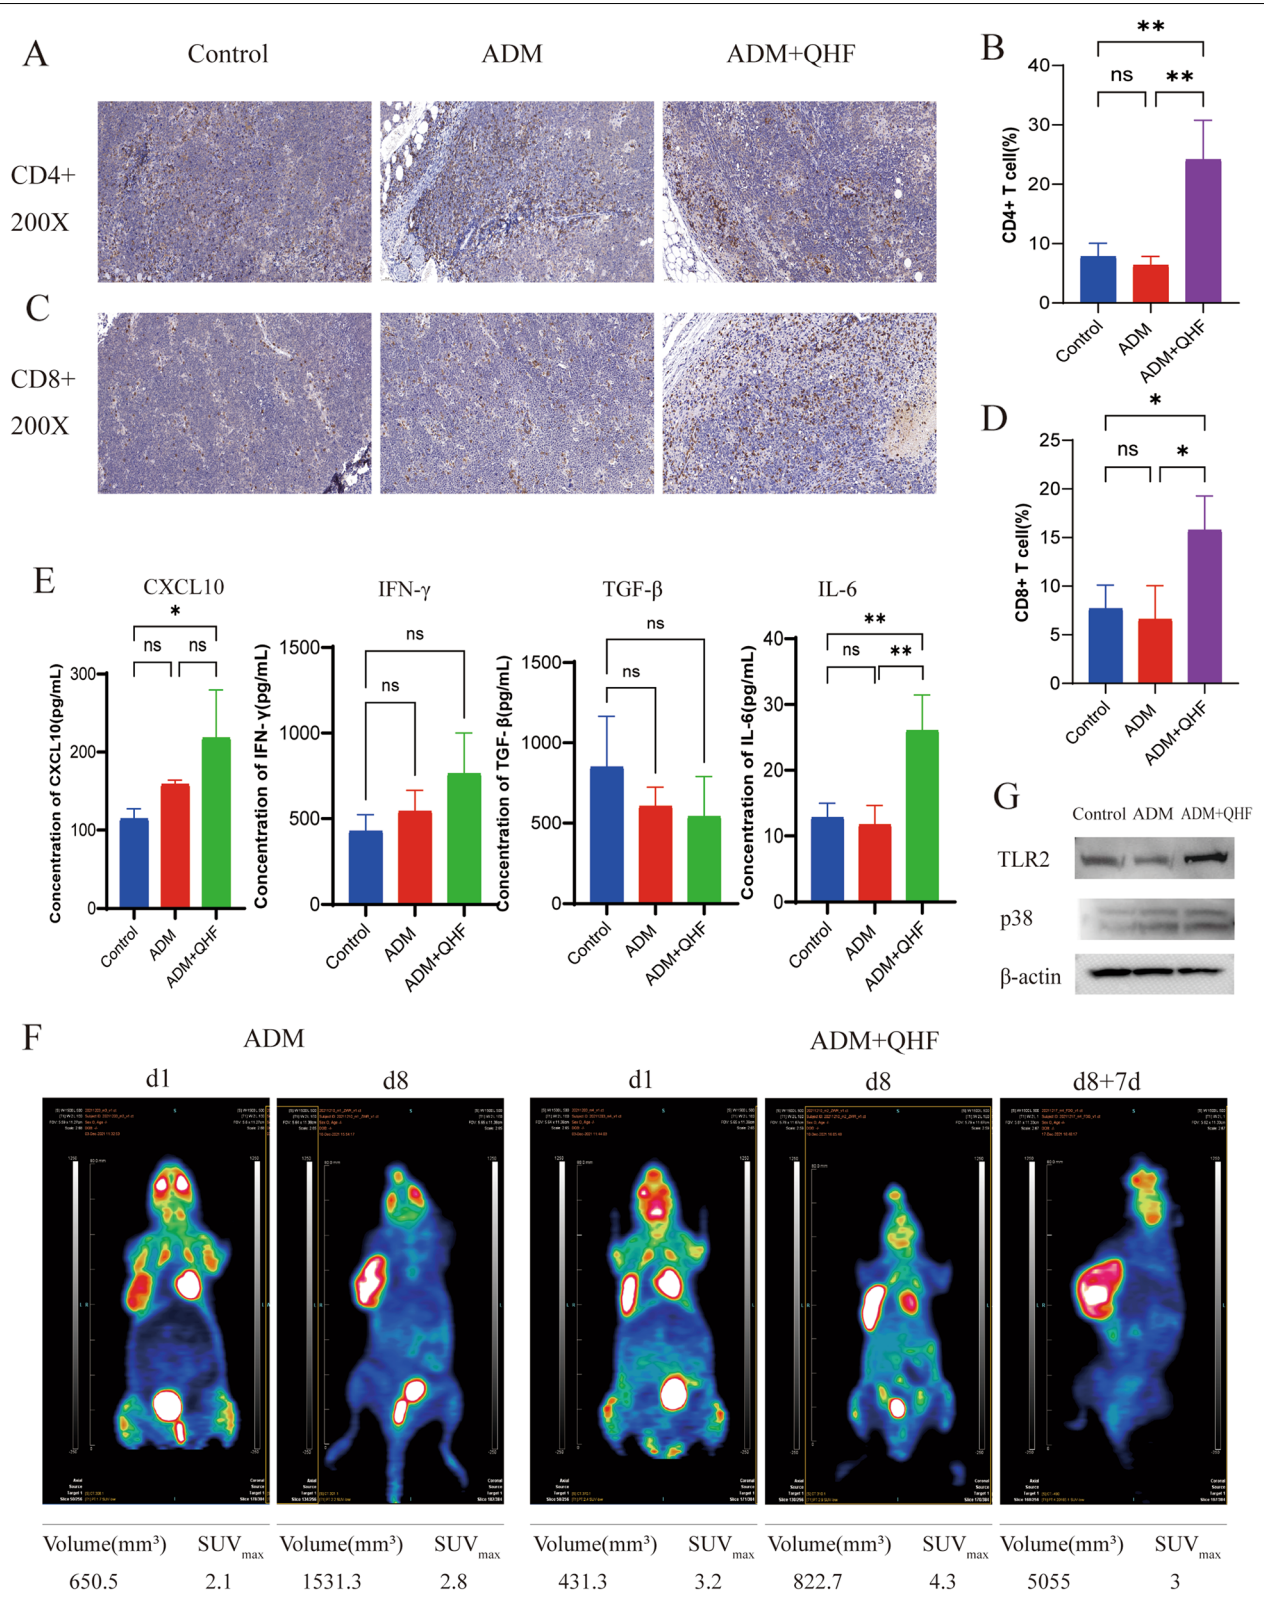 A
Control
ADM
ADM+QHF
CD4+
200X
C
CD8+
200X
B
**
ns
**
40
30
20
10
0
CD4+ T cell(%)
Control
ADM
ADM+QHF
D
*
ns
*
25
20
15
10
5
0
CD8+ T cell(%)
Control
ADM
ADM+QHF
E
CXCL10
*
ns
ns
300
200
100
0
Concentration of CXCL10(pg/mL)
Control
ADM
ADM+QHF
IFN-γ
ns
ns
1500
1000
500
0
Concentration of IFN- γ(pg/mL)
Control
ADM
ADM+QHF
TGF-β
ns
ns
1500
1000
500
0
Concentration of TGF- β(pg/mL)
Control
ADM
ADM+QHF
IL-6
**
ns
**
40
30
20
10
0
Concentration of IL-6(pg/mL)
Control
ADM
ADM+QHF
G
Control ADM ADM+QHF
TLR2
p38
β-actin
F
ADM
ADM+QHF
d1
d8
d1
d8
d8+7d
Volume(mm³) SUVmax
650.5 2.1
Volume(mm³) SUVmax
1531.3 2.8
Volume(mm³) SUVmax
431.3 3.2
Volume(mm³) SUVmax
822.7 4.3
Volume(mm³) SUVmax
5055 3